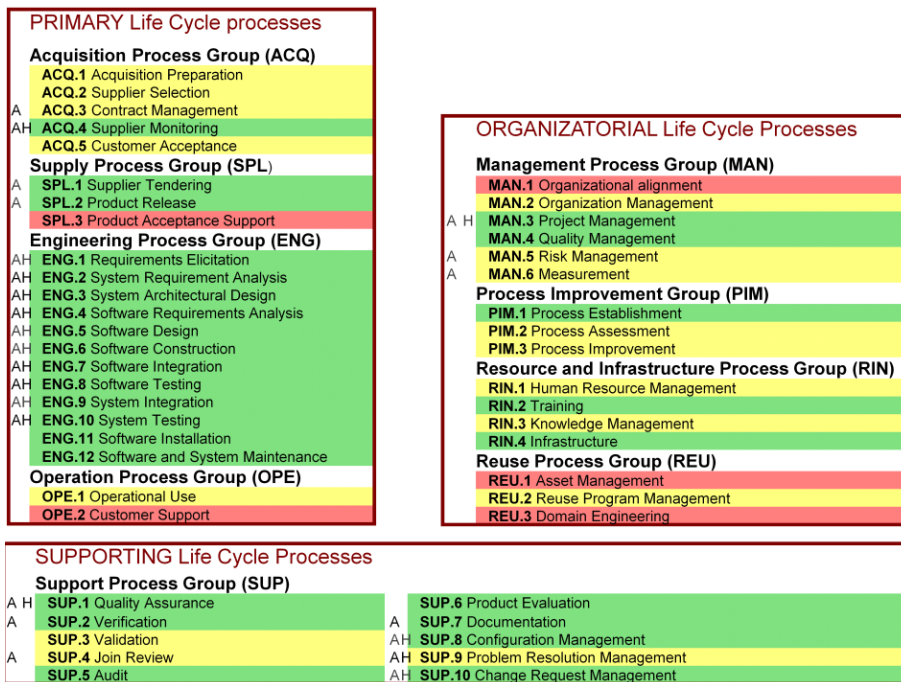 PRIMARY Life Cycle processes
Acquisition Process Group (ACQ)
ACQ.1 Acquisition Preparation
ACQ.2 Supplier Selection
A ACQ.3 Contract Management
AH ACQ.4 Supplier Monitoring
ACQ.5 Customer Acceptance
Supply Process Group (SPL)
A SPL.1 Supplier Tendering
A SPL.2 Product Release
SPL.3 Product Acceptance Support
Engineering Process Group (ENG)
AH ENG.1 Requirements Elicitation
AH ENG.2 System Requirement Analysis
AH ENG.3 System Architectural Design
AH ENG.4 Software Requirements Analysis
AH ENG.5 Software Design
AH ENG.6 Software Construction
AH ENG.7 Software Integration
AH ENG.8 Software Testing
AH ENG.9 System Integration
AH ENG.10 System Testing
ENG.11 Software Installation
ENG.12 Software and System Maintenance
Operation Process Group (OPE)
OPE.1 Operational Use
OPE.2 Customer Support
ORGANIZATORIAL Life Cycle Processes
Management Process Group (MAN)
MAN.1 Organizational alignment
MAN.2 Organization Management
A H MAN.3 Project Management
MAN.4 Quality Management
A MAN.5 Risk Management
A MAN.6 Measurement
Process Improvement Group (PIM)
PIM.1 Process Establishment
PIM.2 Process Assessment
PIM.3 Process Improvement
Resource and Infrastructure Process Group (RIN)
RIN.1 Human Resource Management
RIN.2 Training
RIN.3 Knowledge Management
RIN.4 Infrastructure
Reuse Process Group (REU)
REU.1 Asset Management
REU.2 Reuse Program Management
REU.3 Domain Engineering
SUPPORTING Life Cycle Processes
Support Process Group (SUP)
A H SUP.1 Quality Assurance
A SUP.2 Verification
SUP.3 Validation
A SUP.4 Join Review
SUP.5 Audit
SUP.6 Product Evaluation
A SUP.7 Documentation
AH SUP.8 Configuration Management
AH SUP.9 Problem Resolution Management
AH SUP.10 Change Request Management